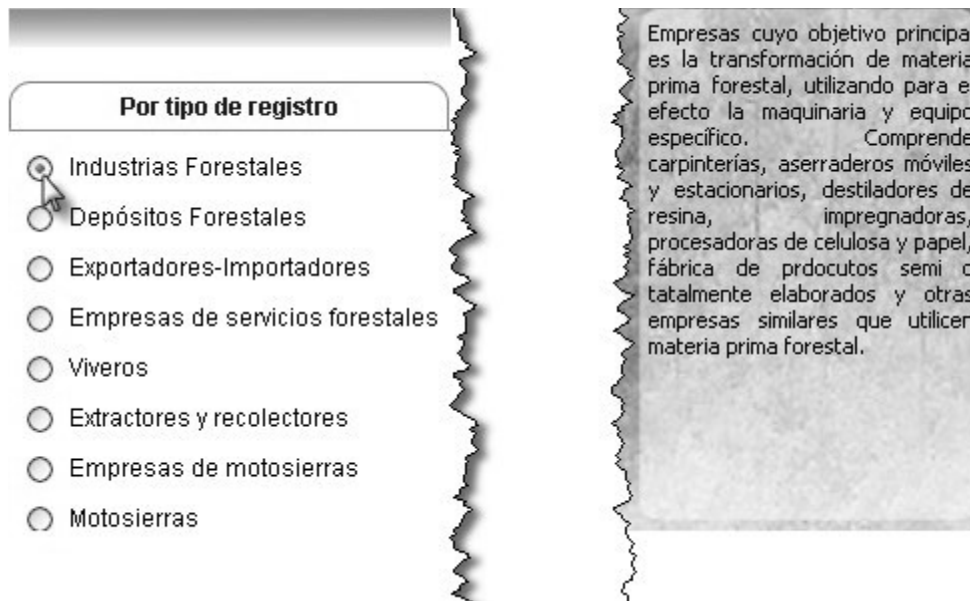 Por tipo de registro
Industrias Forestales
Depósitos Forestales
Exportadores-Importadores
Empresas de servicios forestales
Viveros
Extractores y recolectores
Empresas de motosierras
Motosierras
Empresas cuyo objetivo principal
es la transformación de materia
prima forestal, utilizando para el
efecto la maquinaria y equipo
específico. Comprende
carpinterías, aserraderos móviles
y estacionarios, destiladores de
resina, impregnadoras,
procesadoras de celulosa y papel,
fábrica de prdocutos semi o
tatalmente elaborados y otras
empresas similares que utilicen
materia prima forestal.